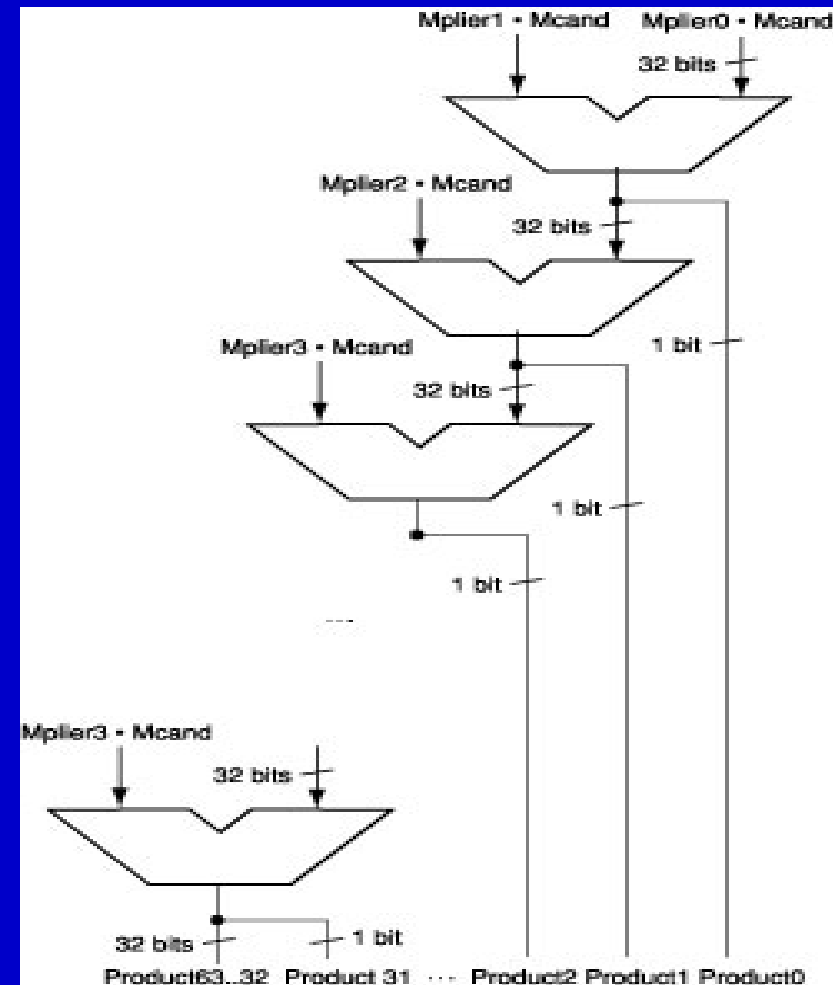 Mplier1 • Mcand Mplier0 • Mcand
32 bits
Mplier2 • Mcand
32 bits
Mplier3 • Mcand
1 bit
32 bits
1 bit
1 bit
...
Mplier3 • Mcand
32 bits
32 bits 1 bit
Product63..32 Product 31 ... Product2 Product1 Product0